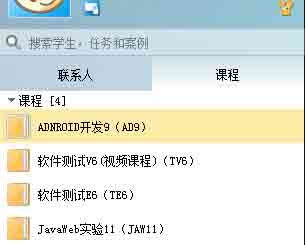 搜索学生，任务和案例
联系人 课程
课程 [4]
ADNROID开发9（AD9）
软件测试V6(视频课程)（TV6）
软件测试E6（TE6）
JavaWeb实验11（JAW11）